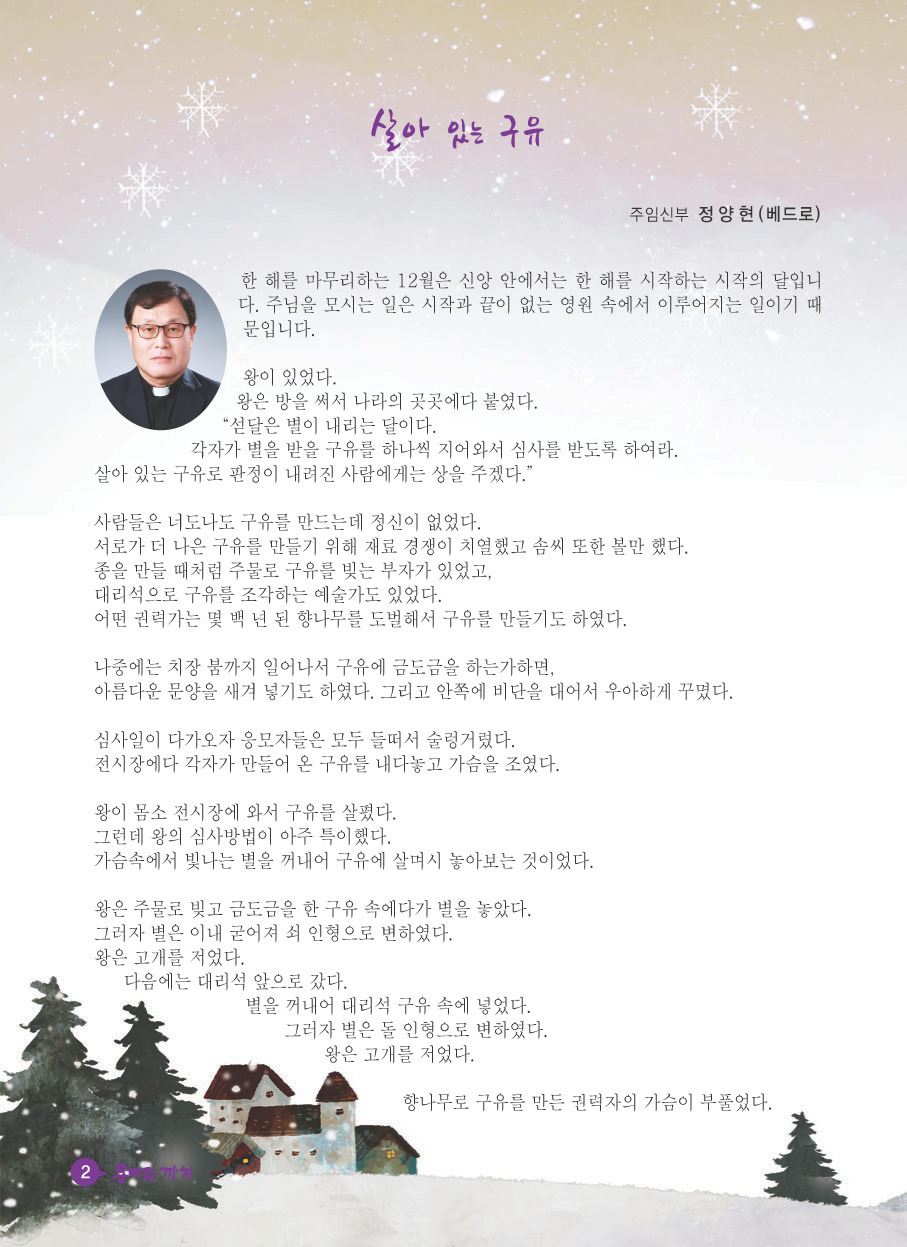 살아 있는 구유
주임신부 정양현(베드로)
한 해를 마무리하는 12월은 신앙 안에서는 한 해를 시작하는 시작의 달입니
다. 주님을 모시는 일은 시작과 끝이 없는 영원 속에서 이루어지는 일이기 때
문입니다.
왕이 있었다.
왕은 방을 써서 나라의 곳곳에다 붙였다.
“섣달은 별이 내리는 달이다.
각자가 별을 받을 구유를 하나씩 지어와서 심사를 받도록 하여라.
살아 있는 구유로 판정이 내려진 사람에게는 상을 주겠다.”
사람들은 너도나도 구유를 만드는데 정신이 없었다.
서로가 더 나은 구유를 만들기 위해 재료 경쟁이 치열했고 솜씨 또한 볼만 했다.
종을 만들 때처럼 주물로 구유를 빚는 부자가 있었고,
대리석으로 구유를 조각하는 예술가도 있었다.
어떤 권력가는 몇 백 년 된 향나무를 도벌해서 구유를 만들기도 하였다.
나중에는 치장 붐까지 일어나서 구유에 금도금을 하는가하면,
아름다운 문양을 새겨 넣기도 하였다. 그리고 안쪽에 비단을 대어서 우아하게 꾸몄다.
심사일이 다가오자 응모자들은 모두 들떠서 술렁거렸다.
전시장에다 각자가 만들어 온 구유를 내다놓고 가슴을 조였다.
왕이 몸소 전시장에 와서 구유를 살폈다.
그런데 왕의 심사방법이 아주 특이했다.
가슴속에서 빛나는 별을 꺼내어 구유에 살며시 놓아보는 것이었다.
왕은 주물로 빚고 금도금을 한 구유 속에다가 별을 놓았다.
그러자 별은 이내 굳어져 쇠 인형으로 변하였다.
왕은 고개를 저었다.
다음에는 대리석 앞으로 갔다.
별을 꺼내어 대리석 구유 속에 넣었다.
그러자 별은 돌 인형으로 변하였다.
왕은 고개를 저었다.
향나무로 구유를 만든 권력자의 가슴이 부풀었다.
2 까치